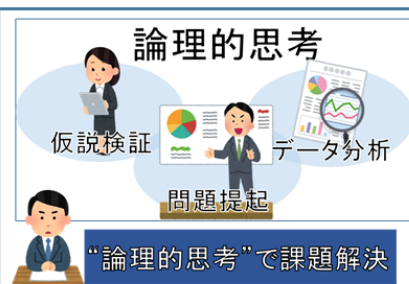 論理的思考
仮説検証
データ分析
問題提起
“論理的思考”で課題解決